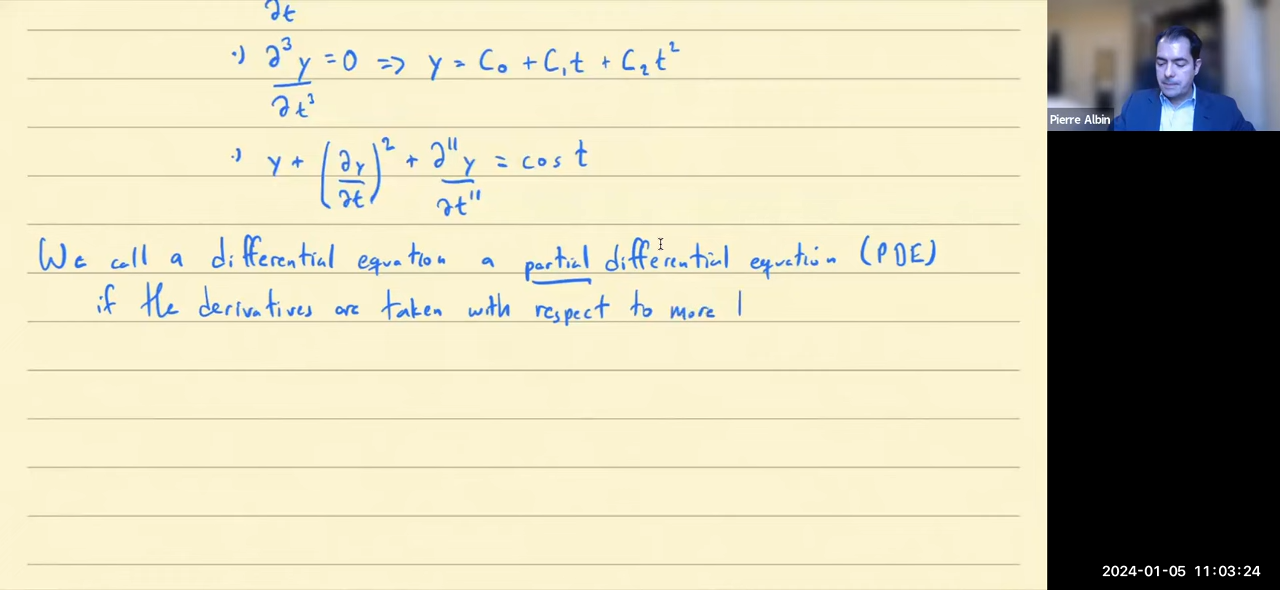 ∂t
·) ∂³y/∂t³ = 0 => y = C₀ + C₁t + C₂t²
·) y + (∂y/∂t)² + ∂¹¹y/∂t¹¹ = cos t
We call a differential equation a partial differential equation (PDE)
if the derivatives are taken with respect to more
Pierre Albin
2024-01-05 11:03:24